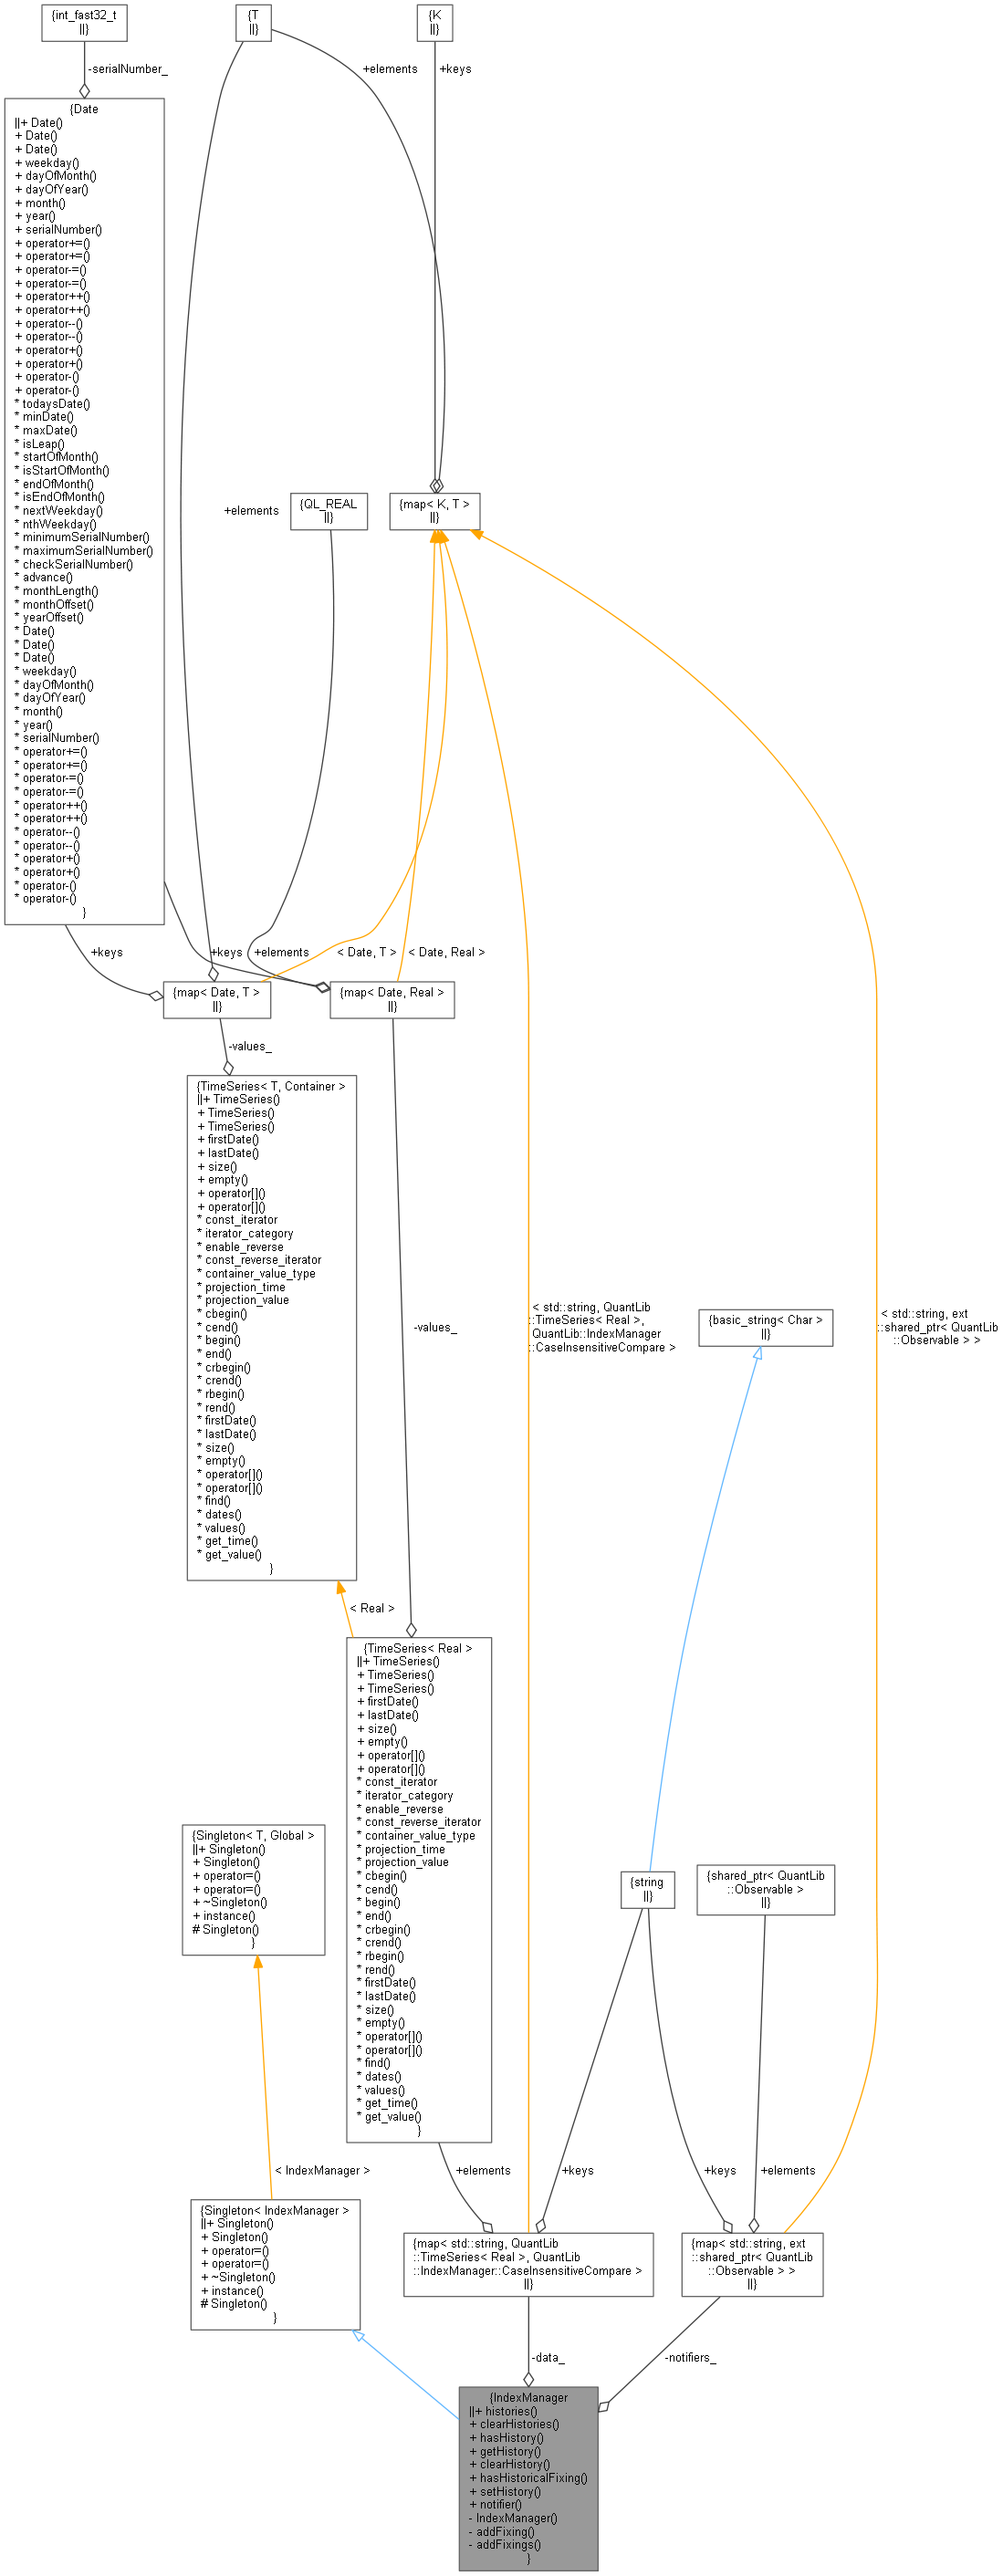 {int_fast32_t
||}
{T
||}
{K
||}
-serialNumber_
+elements
+keys
{Date
||+ Date()
+ Date()
+ Date()
+ weekday()
+ dayOfMonth()
+ dayOfYear()
+ month()
+ year()
+ serialNumber()
+ operator+=()
+ operator+=()
+ operator-=()
+ operator-=()
+ operator++()
+ operator++()
+ operator--()
+ operator--()
+ operator+()
+ operator+()
+ operator-()
+ operator-()
* todaysDate()
* minDate()
* maxDate()
* isLeap()
* startOfMonth()
* isStartOfMonth()
* endOfMonth()
* isEndOfMonth()
* nextWeekday()
* nthWeekday()
* minimumSerialNumber()
* maximumSerialNumber()
* checkSerialNumber()
* advance()
* monthLength()
* monthOffset()
* yearOffset()
* Date()
* Date()
* Date()
* weekday()
* dayOfMonth()
* dayOfYear()
* month()
* year()
* serialNumber()
* operator+=()
* operator+=()
* operator-=()
* operator-=()
* operator++()
* operator++()
* operator--()
* operator--()
* operator+()
* operator+()
* operator-()
* operator-()
}
+elements
{QL_REAL
||}
{map< K, T >
||}
+keys
+keys
+elements
< Date, T >
< Date, Real >
{map< Date, T >
||}
{map< Date, Real >
||}
-values_
{TimeSeries< T, Container >
||+ TimeSeries()
+ TimeSeries()
+ TimeSeries()
+ firstDate()
+ lastDate()
+ size()
+ empty()
+ operator[]()
+ operator[]()
* const_iterator
* iterator_category
* enable_reverse
* const_reverse_iterator
* container_value_type
* projection_time
* projection_value
* cbegin()
* cend()
* begin()
* end()
* crbegin()
* crend()
* rbegin()
* rend()
* firstDate()
* lastDate()
* size()
* empty()
* operator[]()
* operator[]()
* find()
* dates()
* values()
* get_time()
* get_value()
}
-values_
< std::string, QuantLib
::TimeSeries< Real >,
QuantLib::IndexManager
::CaseInsensitiveCompare >
{basic_string< Char >
||}
< std::string, ext
::shared_ptr< QuantLib
::Observable > >
< Real >
{TimeSeries< Real >
||+ TimeSeries()
+ TimeSeries()
+ TimeSeries()
+ firstDate()
+ lastDate()
+ size()
+ empty()
+ operator[]()
+ operator[]()
* const_iterator
* iterator_category
* enable_reverse
* const_reverse_iterator
* container_value_type
* projection_time
* projection_value
* cbegin()
* cend()
* begin()
* end()
* crbegin()
* crend()
* rbegin()
* rend()
* firstDate()
* lastDate()
* size()
* empty()
* operator[]()
* operator[]()
* find()
* dates()
* values()
* get_time()
* get_value()
}
{Singleton< T, Global >
||+ Singleton()
+ Singleton()
+ operator=()
+ operator=()
+ ~Singleton()
+ instance()
# Singleton()
}
{string
||}
{shared_ptr< QuantLib
::Observable >
||}
< IndexManager >
+elements
+keys
+keys
+elements
{Singleton< IndexManager >
||+ Singleton()
+ Singleton()
+ operator=()
+ operator=()
+ ~Singleton()
+ instance()
# Singleton()
}
{map< std::string, QuantLib
::TimeSeries< Real >, QuantLib
::IndexManager::CaseInsensitiveCompare >
||}
{map< std::string, ext
::shared_ptr< QuantLib
::Observable > >
||}
-data_
-notifiers_
{IndexManager
||+ histories()
+ clearHistories()
+ hasHistory()
+ getHistory()
+ clearHistory()
+ hasHistoricalFixing()
+ setHistory()
+ notifier()
- IndexManager()
- addFixing()
- addFixings()
}